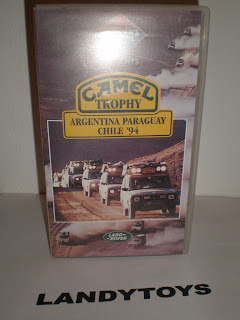 CAMEL
TROPHY
ARGENTINA PARAGUAY
CHILE '94
LAND
ROVER
LANDYTOYS